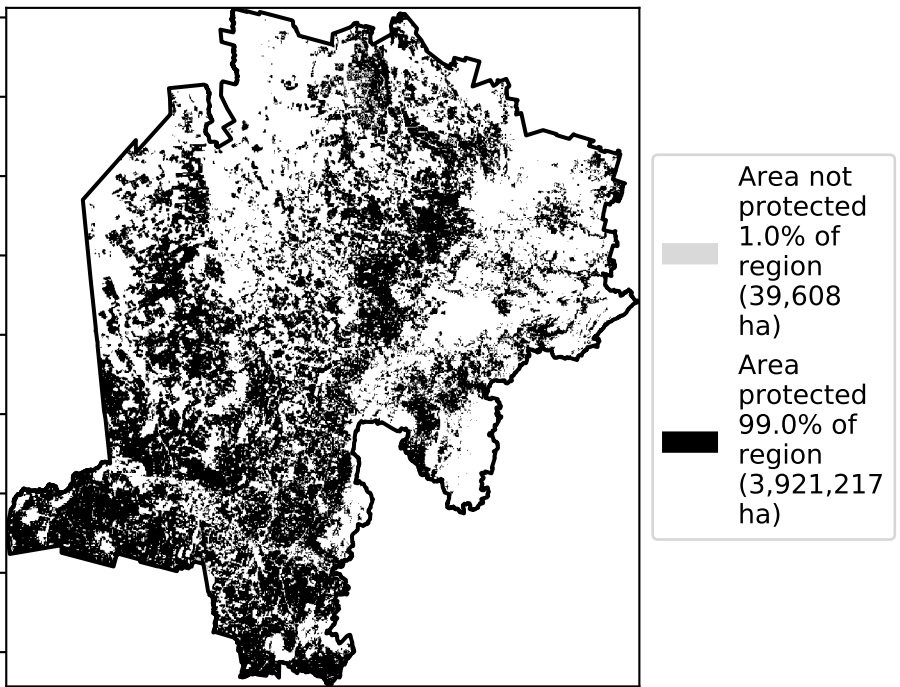 Area not
protected
1.0% of
region
(39,608
ha)
Area
protected
99.0% of
region
(3,921,217
ha)